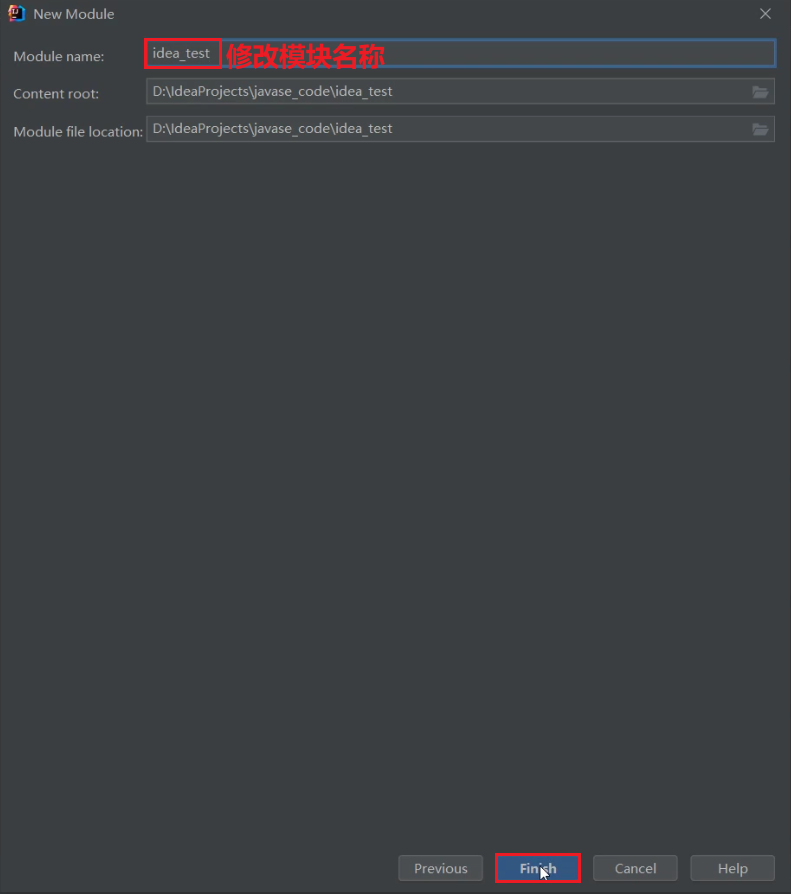 New Module
Module name: idea_test 修改模块名称
Content root: D:\IdeaProjects\javase_code\idea_test
Module file location: D:\IdeaProjects\javase_code\idea_test
Previous Finish Cancel Help